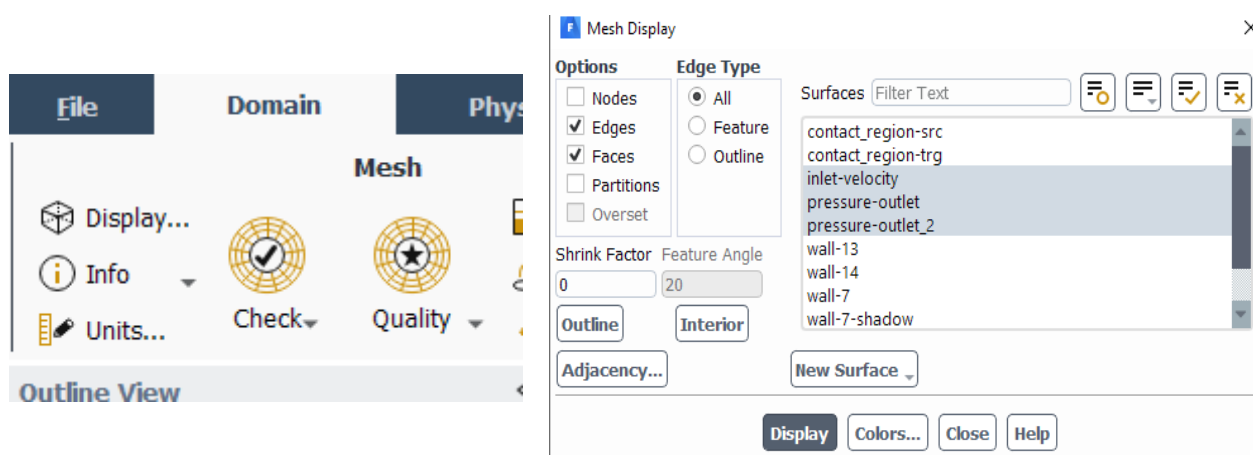 File
Domain
Phys
Mesh
Display...
Info
Units...
Check
Quality
Outline View
Mesh Display
Options
Nodes
Edges
Faces
Partitions
Overset
Edge Type
All
Feature
Outline
Shrink Factor
Feature Angle
0
20
Outline
Interior
Adjacency...
Surfaces
Filter Text
contact_region-src
contact_region-trg
inlet-velocity
pressure-outlet
pressure-outlet_2
wall-13
wall-14
wall-7
wall-7-shadow
New Surface
Display
Colors...
Close
Help